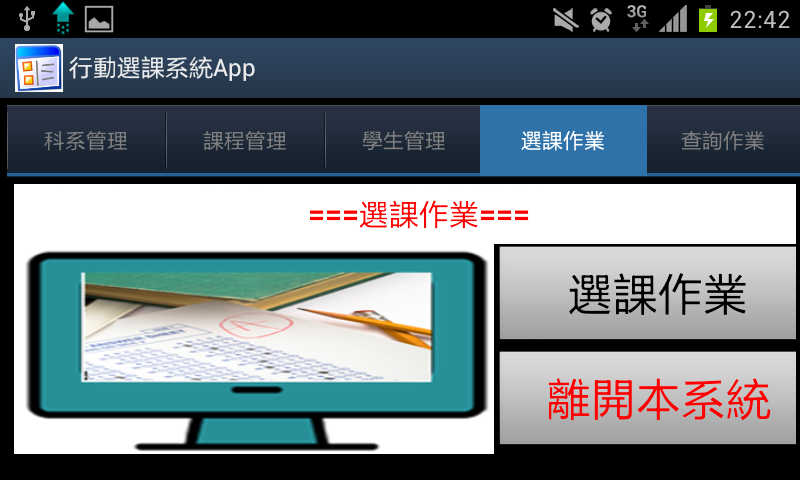 3G 22:42
行動選課系統App
科系管理 課程管理 學生管理 選課作業 查詢作業
===選課作業===
ANSWER SHEET
A+
選課作業
離開本系統